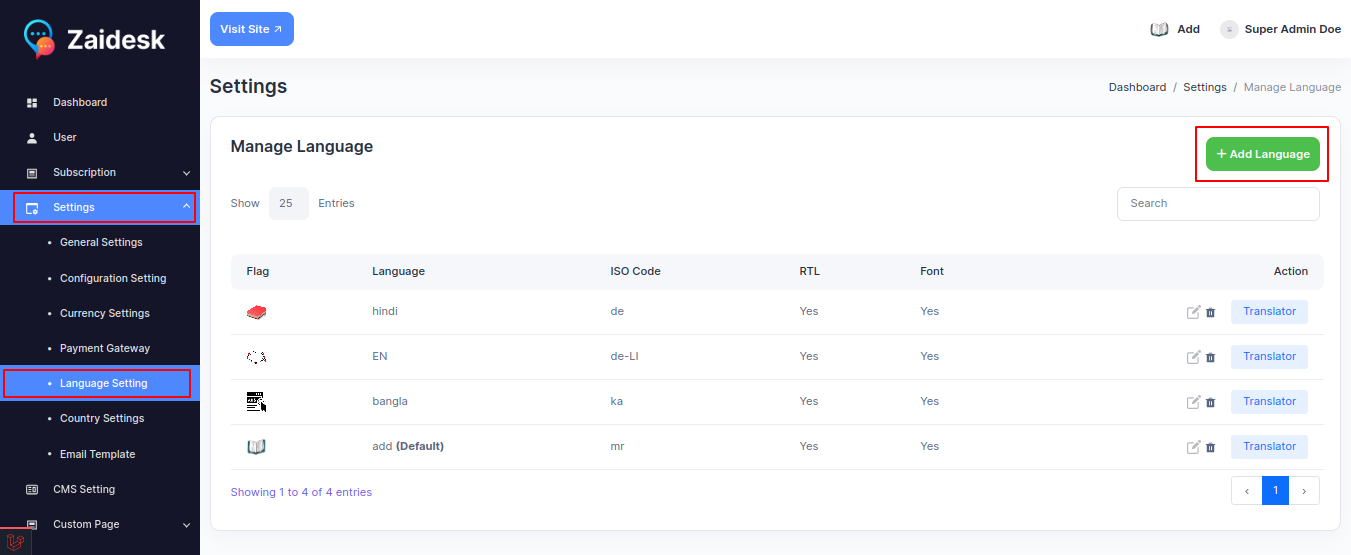 Zaidesk
Visit Site
Add
Super Admin Doe
Dashboard
User
Subscription
Settings
General Settings
Configuration Setting
Currency Settings
Payment Gateway
Language Setting
Country Settings
Email Template
CMS Setting
Custom Page
Settings
Dashboard / Settings / Manage Language
Manage Language
+ Add Language
Show 25 Entries
Search
Flag Language ISO Code RTL Font Action
hindi de Yes Yes Translator
EN de-LI Yes Yes Translator
bangla ka Yes Yes Translator
add (Default) mr Yes Yes Translator
Showing 1 to 4 of 4 entries
‹ 1 ›